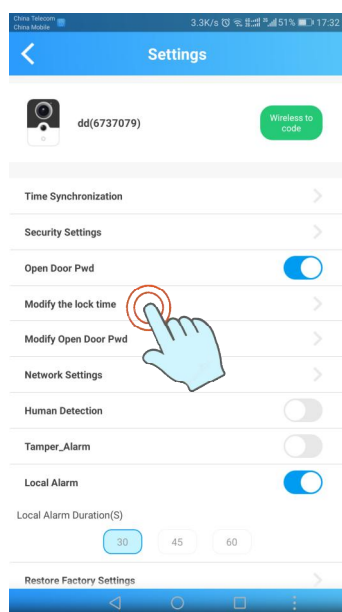 China Telecom
China Mobile
3.3K/s 51% 17:32
Settings
dd(6737079)
Wireless to
code
Time Synchronization
Security Settings
Open Door Pwd
Modify the lock time
Modify Open Door Pwd
Network Settings
Human Detection
Tamper_Alarm
Local Alarm
Local Alarm Duration(S)
30 45 60
Restore Factory Settings